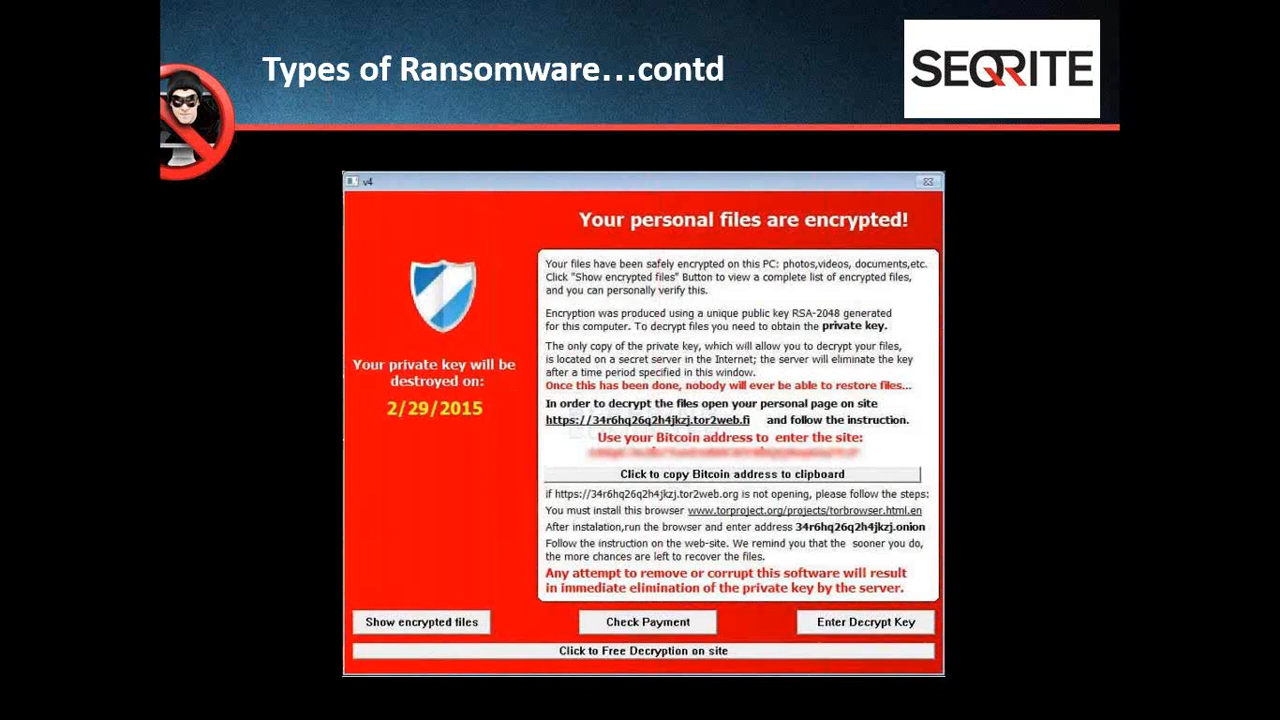 Types of Ransomware...contd
SEQRITE
v4
Your personal files are encrypted!
Your files have been safely encrypted on this PC: photos,videos, documents,etc.
Click "Show encrypted files" Button to view a complete list of encrypted files,
and you can personally verify this.
Encryption was produced using a unique public key RSA-2048 generated
for this computer. To decrypt files you need to obtain the private key.
The only copy of the private key, which will allow you to decrypt your files,
is located on a secret server in the Internet; the server will eliminate the key
after a time period specified in this window.
Once this has been done, nobody will ever be able to restore files...
In order to decrypt the files open your personal page on site
https://34r6hq26q2h4jkzj.tor2web.fi and follow the instruction.
Use your Bitcoin address to enter the site:
Click to copy Bitcoin address to clipboard
if https://34r6hq26q2h4jkzj.tor2web.org is not opening, please follow the steps:
You must install this browser www.torproject.org/projects/torbrowser.html.en
After instalation,run the browser and enter address 34r6hq26q2h4jkzj.onion
Follow the instruction on the web-site. We remind you that the sooner you do,
the more chances are left to recover the files.
Any attempt to remove or corrupt this software will result
in immediate elimination of the private key by the server.
Your private key will be
destroyed on:
2/29/2015
Show encrypted files
Check Payment
Enter Decrypt Key
Click to Free Decryption on site